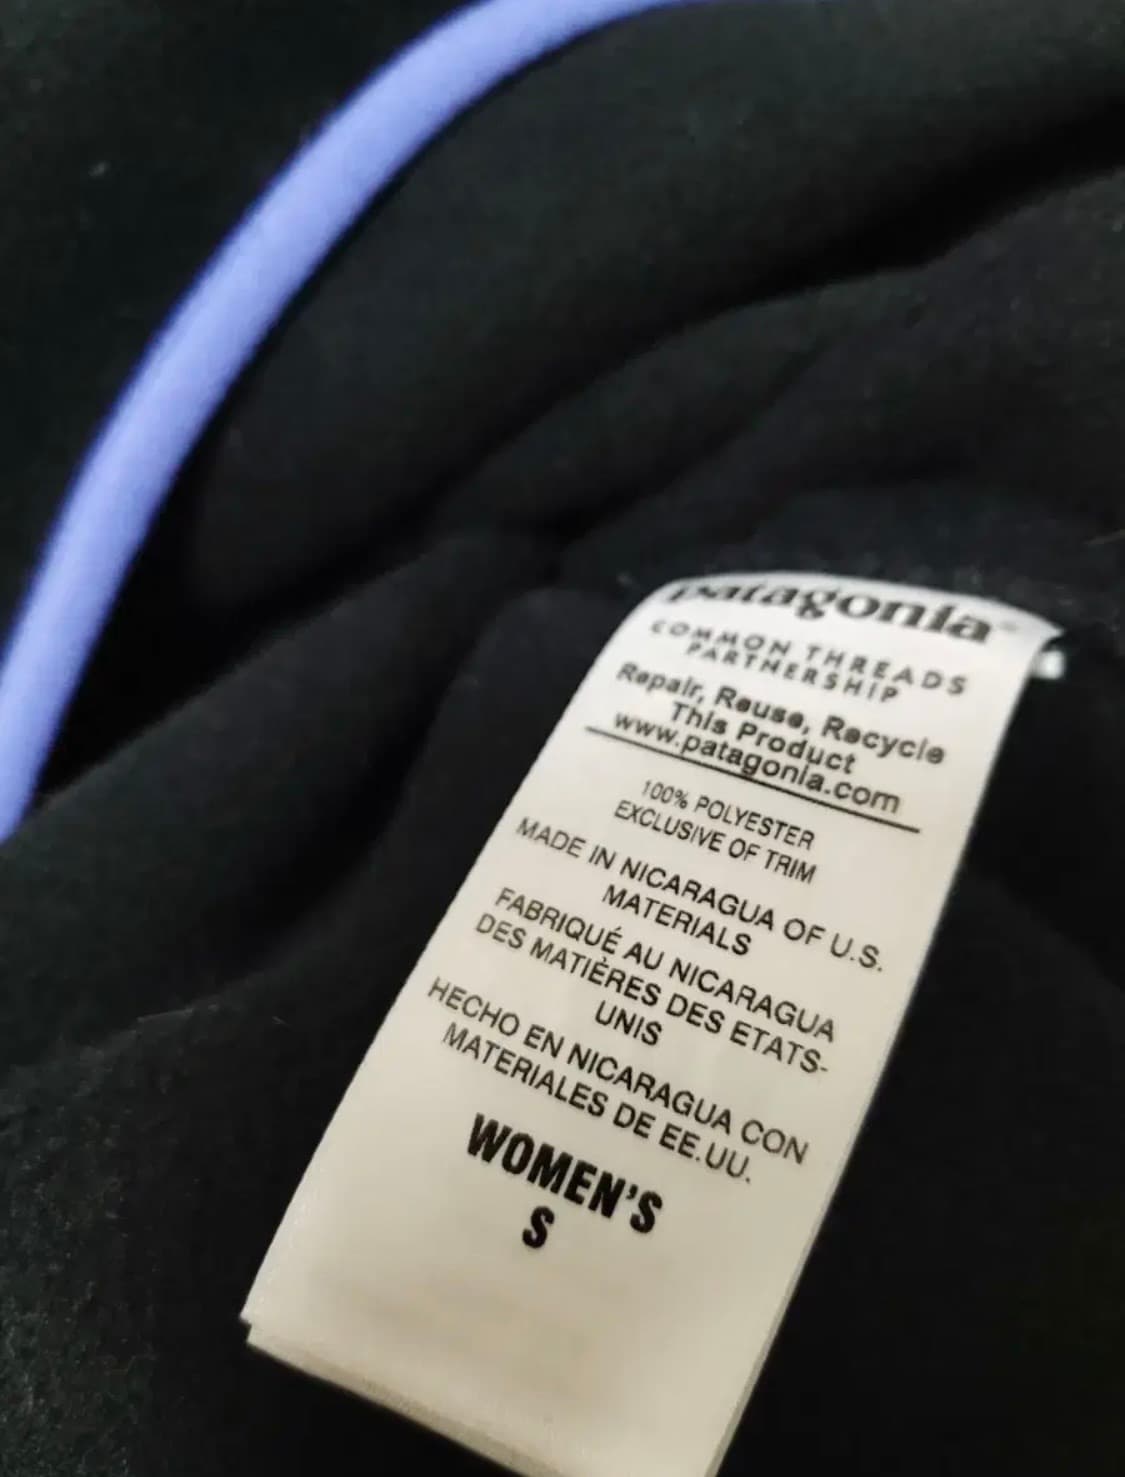 patagonia
COMMON THREADS
PARTNERSHIP
Repair, Reuse, Recycle
This Product
www.patagonia.com
100% POLYESTER
EXCLUSIVE OF TRIM
MADE IN NICARAGUA OF U.S.
MATERIALS
FABRIQUÉ AU NICARAGUA
DES MATIÈRES DES ETATS-
UNIS
HECHO EN NICARAGUA CON
MATERIALES DE EE.UU.
WOMEN'S
S